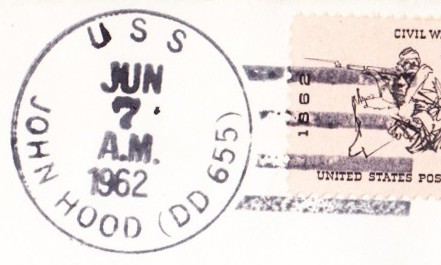 USS
JUN
7
A.M.
1962
JOHN HOOD (DD 655)
CIVIL W
1862
UNITED STATES POS